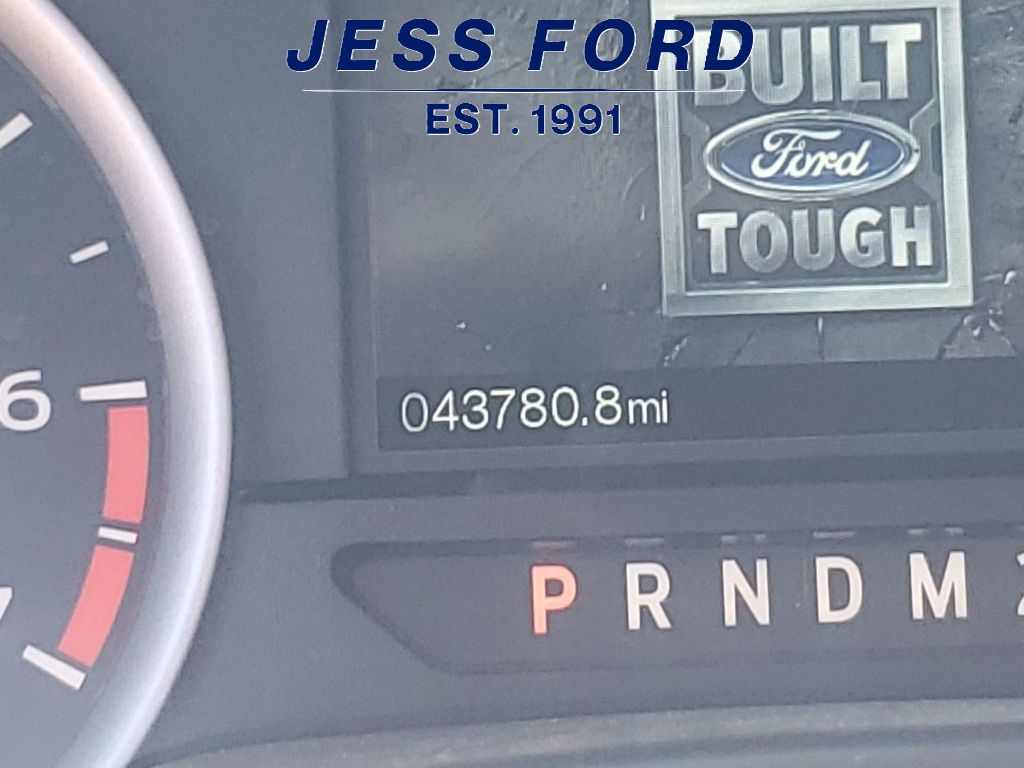 JESS FORD
EST. 1991
BUILT
Ford
TOUGH
6
043780.8mi
P R N D M